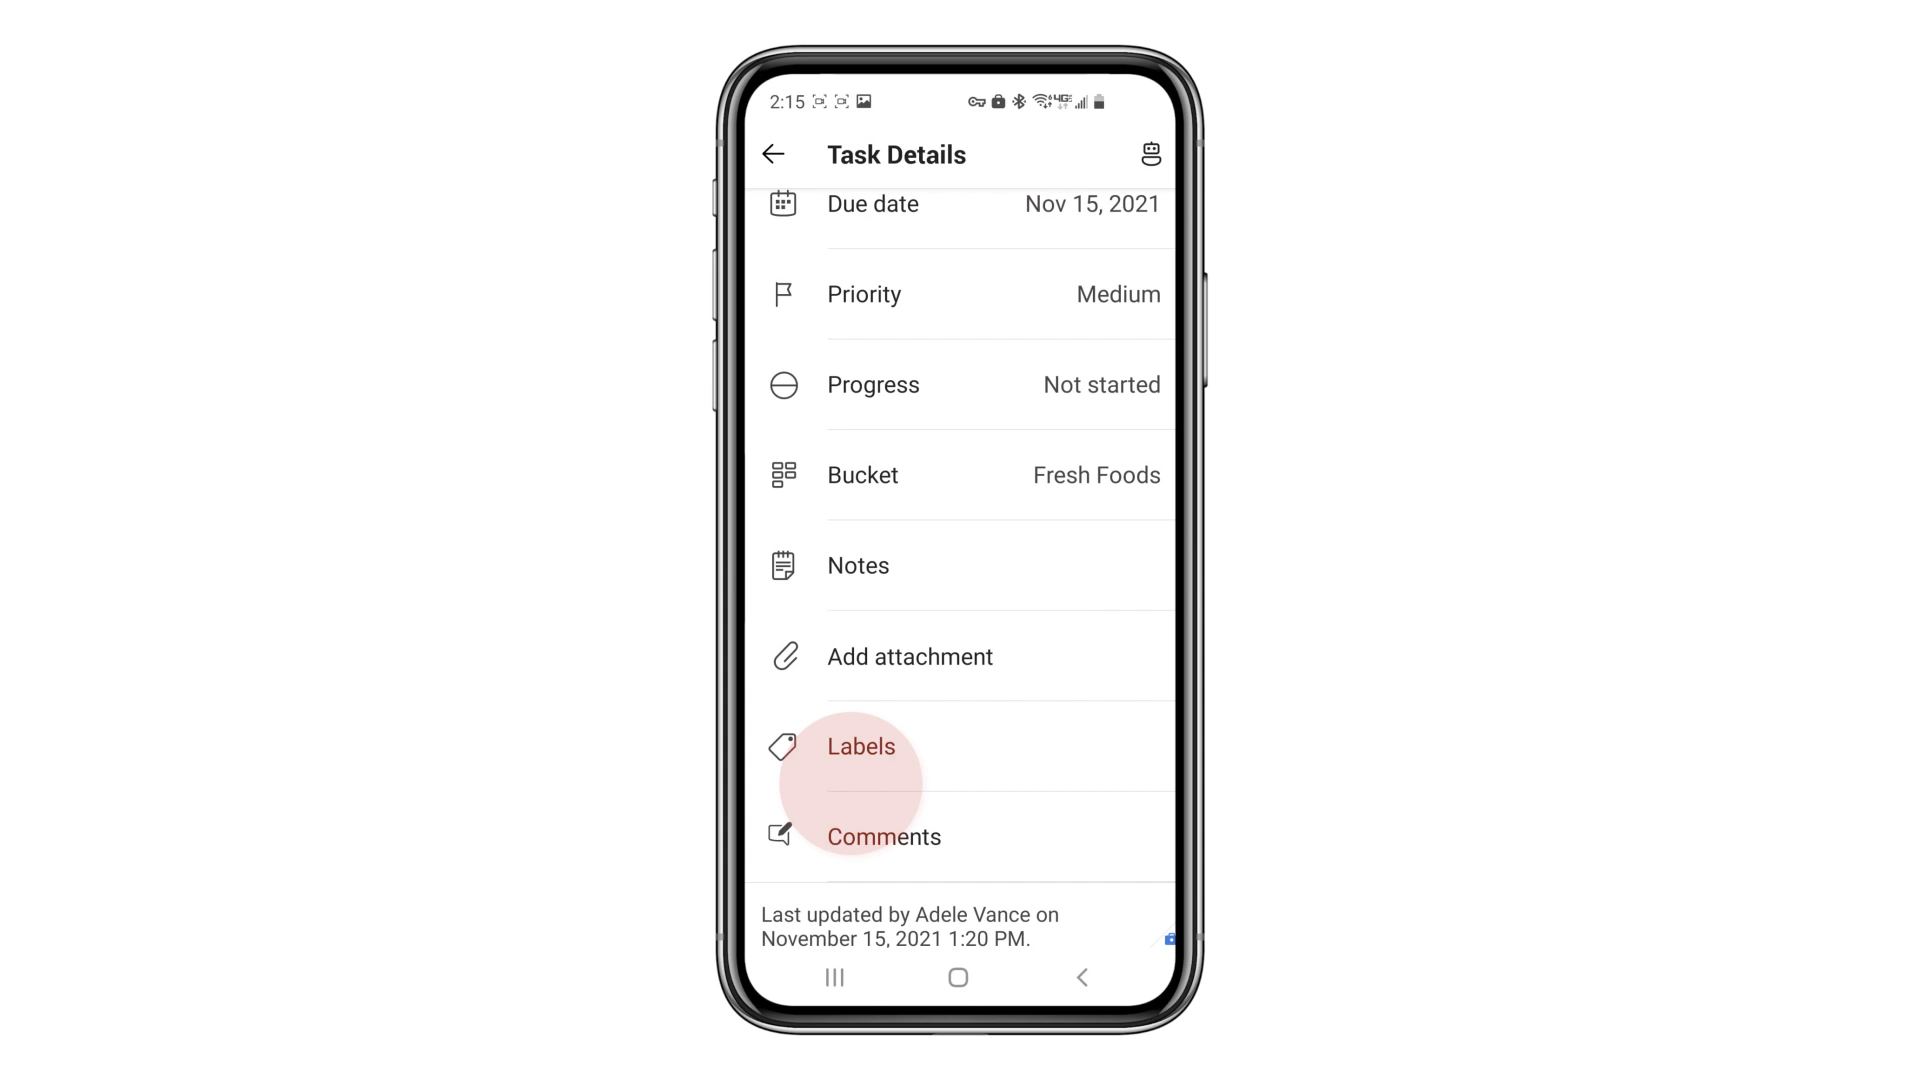 2:15
Task Details
Due date Nov 15, 2021
Priority Medium
Progress Not started
Bucket Fresh Foods
Notes
Add attachment
Labels
Comments
Last updated by Adele Vance on
November 15, 2021 1:20 PM.